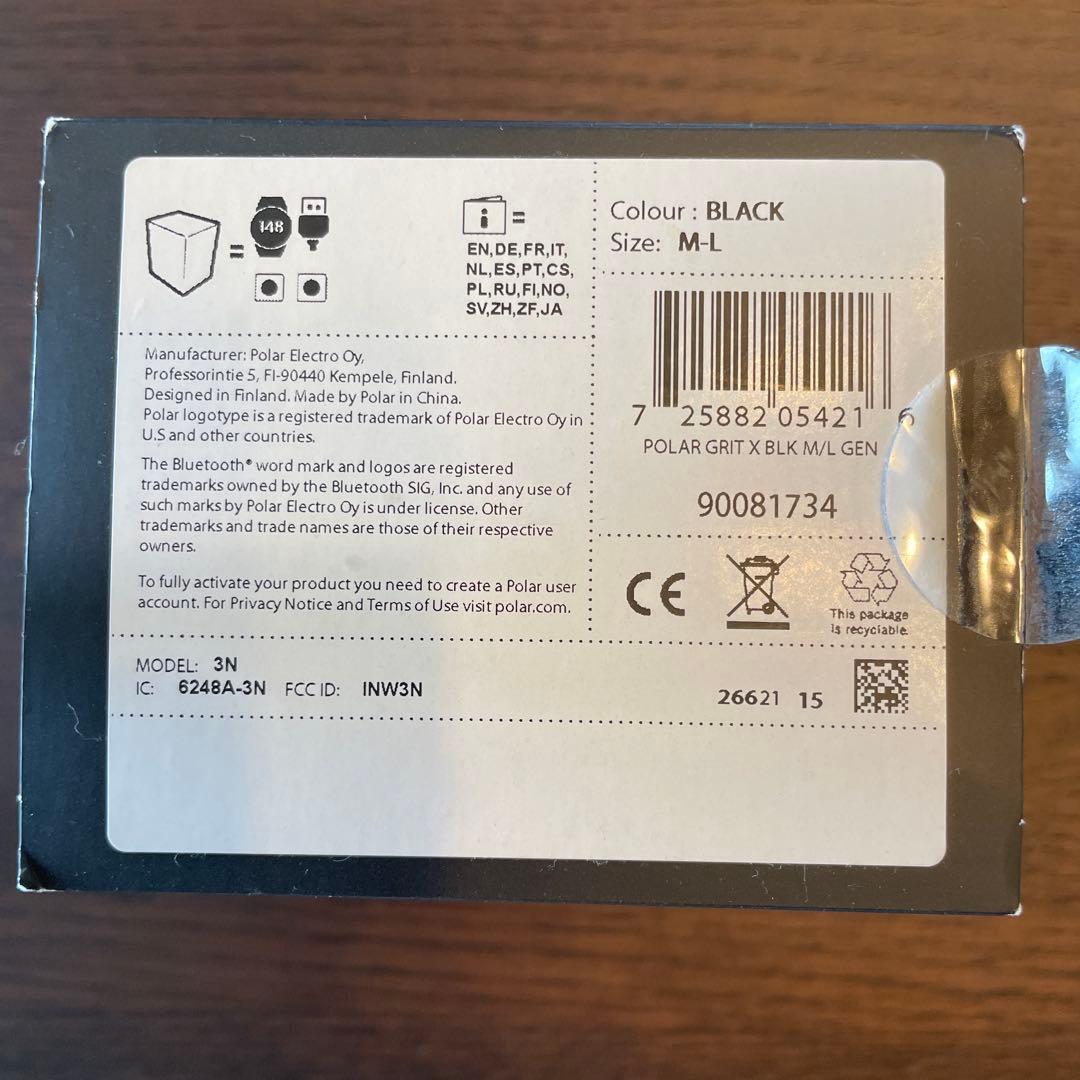 148
EN,DE,FR,IT,
NL,ES,PT,CS,
PL,RU,FI,NO,
SV,ZH,ZF,JA
Colour : BLACK
Size: M-L
7 25882 05421 6
POLAR GRIT X BLK M/L GEN
90081734
Manufacturer: Polar Electro Oy,
Professorintie 5, FI-90440 Kempele, Finland.
Designed in Finland. Made by Polar in China.
Polar logotype is a registered trademark of Polar Electro Oy in
U.S and other countries.
The Bluetooth® word mark and logos are registered
trademarks owned by the Bluetooth SIG, Inc. and any use of
such marks by Polar Electro Oy is under license. Other
trademarks and trade names are those of their respective
owners.
To fully activate your product you need to create a Polar user
account. For Privacy Notice and Terms of Use visit polar.com.
CE
This package
is recyclable.
MODEL: 3N
IC: 6248A-3N FCC ID: INW3N
26621 15